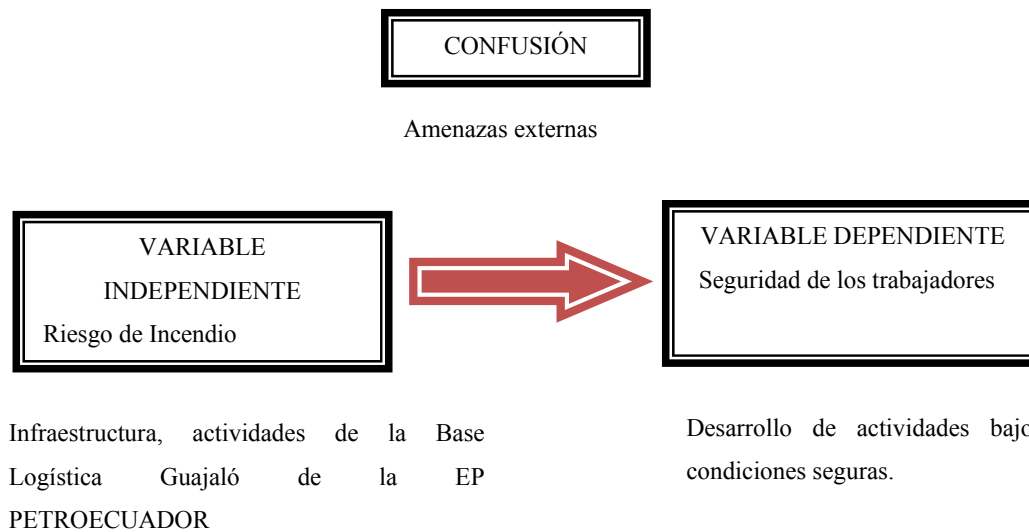 CONFUSIÓN
Amenazas externas
VARIABLE
INDEPENDIENTE
Riesgo de Incendio
VARIABLE DEPENDIENTE
Seguridad de los trabajadores
Infraestructura, actividades de la Base
Logística Guajaló de la EP
PETROECUADOR
Desarrollo de actividades bajo
condiciones seguras.